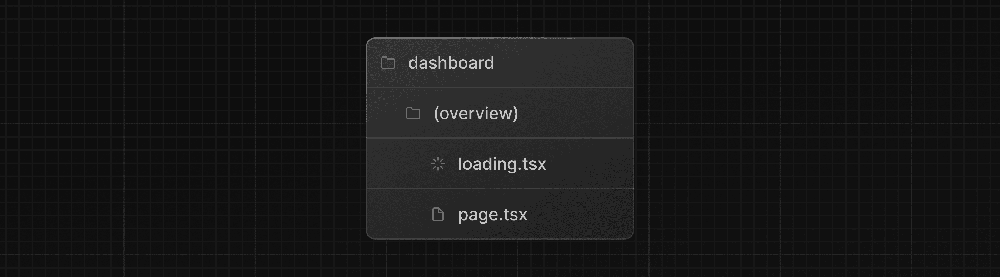 dashboard
(overview)
loading.tsx
page.tsx